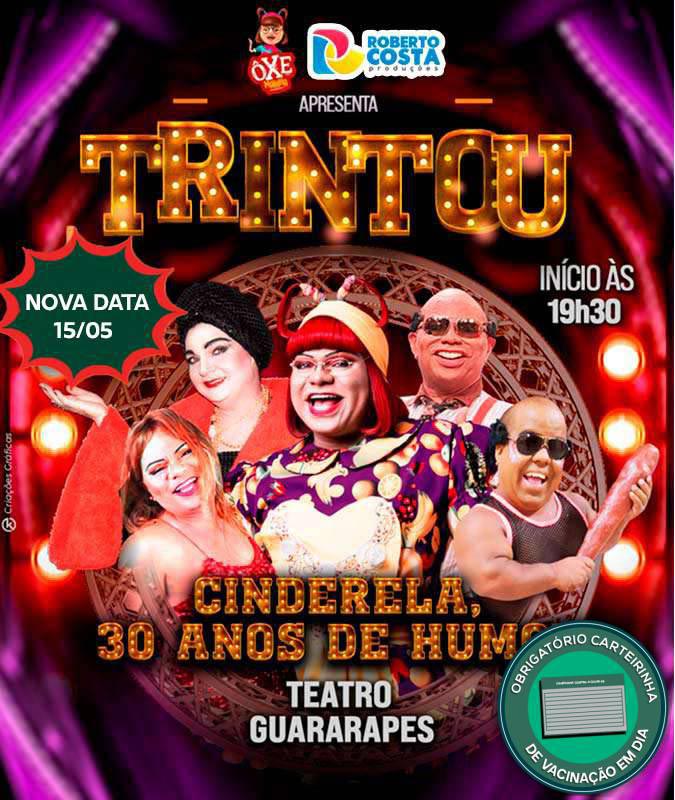 ÔXE
ROBERTO
COSTA
produções
APRESENTA
TRINTOU
INÍCIO ÀS
19h30
NOVA DATA
15/05
Criações Gráficas
CINDERELA,
30 ANOS DE HUMO
TEATRO
GUARARAPES
OBRIGATÓRIO CARTEIRINHA
DE VACINAÇÃO EM DIA